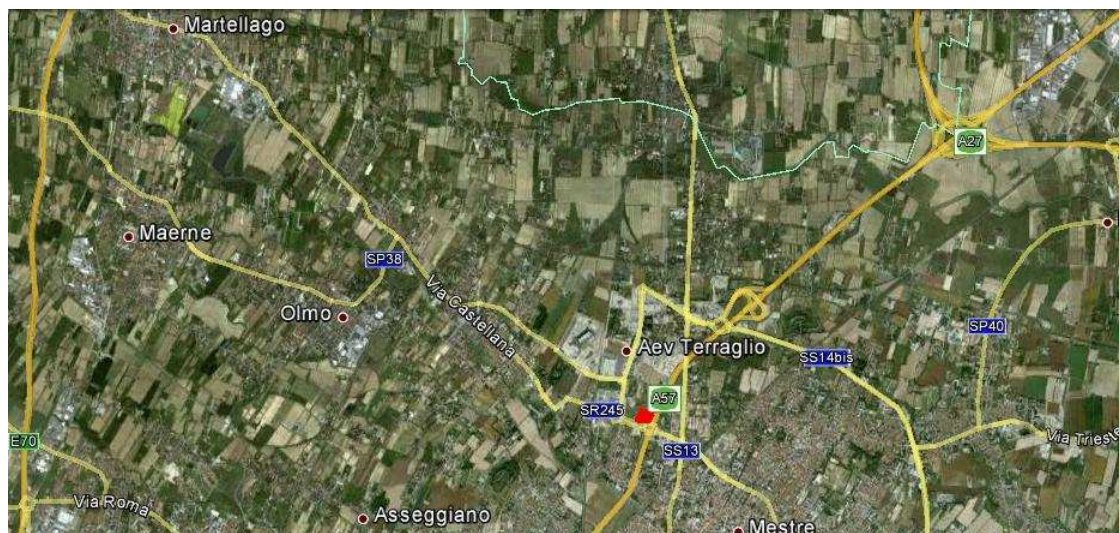 Martellago
A27
Maerne
SP38
Olmo
Via Castellana
SP40
Aev Terraglio
SS14bis
A57
SR245
E70
SS13
Via Trieste
Via Roma
Asseggiano
Mestre